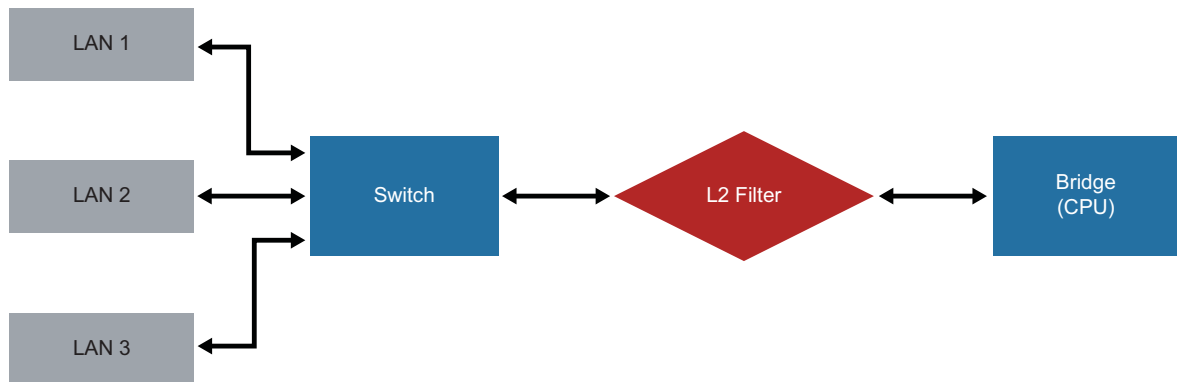 LAN 1
LAN 2
Switch
L2 Filter
Bridge
(CPU)
LAN 3